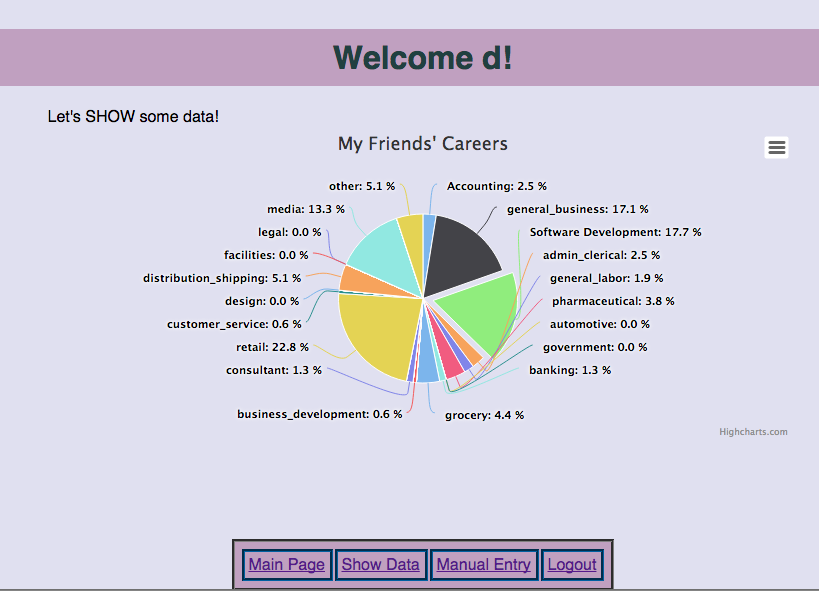 Welcome d!
Let's SHOW some data!
My Friends' Careers
other: 5.1 %
Accounting: 2.5 %
media: 13.3 %
general_business: 17.1 %
legal: 0.0 %
Software Development: 17.7 %
facilities: 0.0 %
admin_clerical: 2.5 %
distribution_shipping: 5.1 %
general_labor: 1.9 %
design: 0.0 %
pharmaceutical: 3.8 %
customer_service: 0.6 %
automotive: 0.0 %
retail: 22.8 %
government: 0.0 %
consultant: 1.3 %
banking: 1.3 %
business_development: 0.6 %
grocery: 4.4 %
Highcharts.com
Main Page Show Data Manual Entry Logout